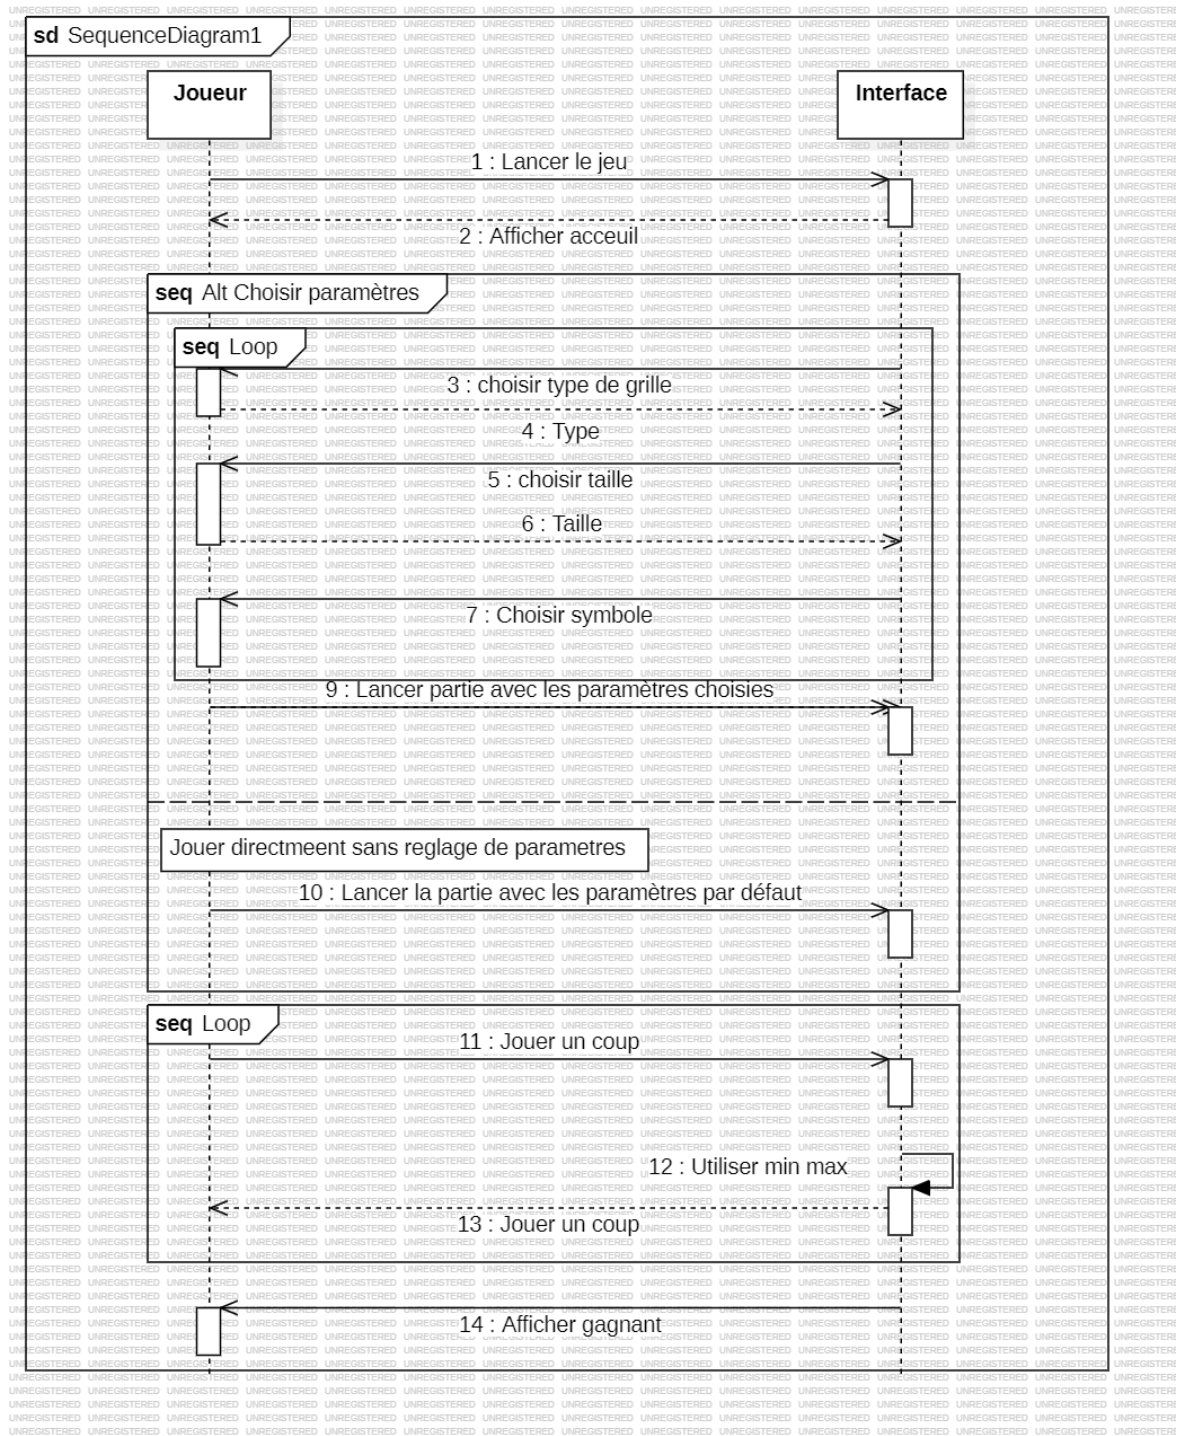 sd SequenceDiagram1
Joueur
Interface
1 : Lancer le jeu
2 : Afficher acceuil
seq Alt Choisir paramètres
seq Loop
3 : choisir type de grille
4 : Type
5 : choisir taille
6 : Taille
7 : Choisir symbole
9 : Lancer partie avec les paramètres choisies
Jouer directmeent sans reglage de parametres
10 : Lancer la partie avec les paramètres par défaut
seq Loop
11 : Jouer un coup
12 : Utiliser min max
13 : Jouer un coup
14 : Afficher gagnant
UNREGISTERED